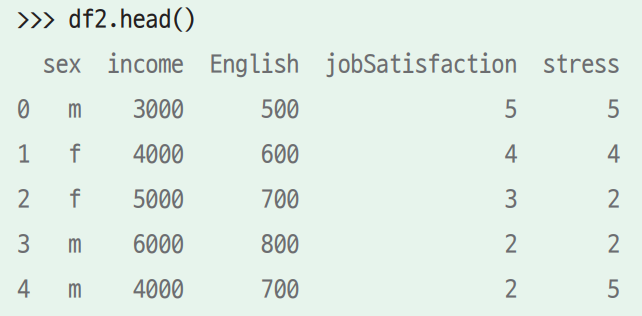 >>> df2.head()
sex income English jobSatisfaction stress
0 m 3000 500 5 5
1 f 4000 600 4 4
2 f 5000 700 3 2
3 m 6000 800 2 2
4 m 4000 700 2 5